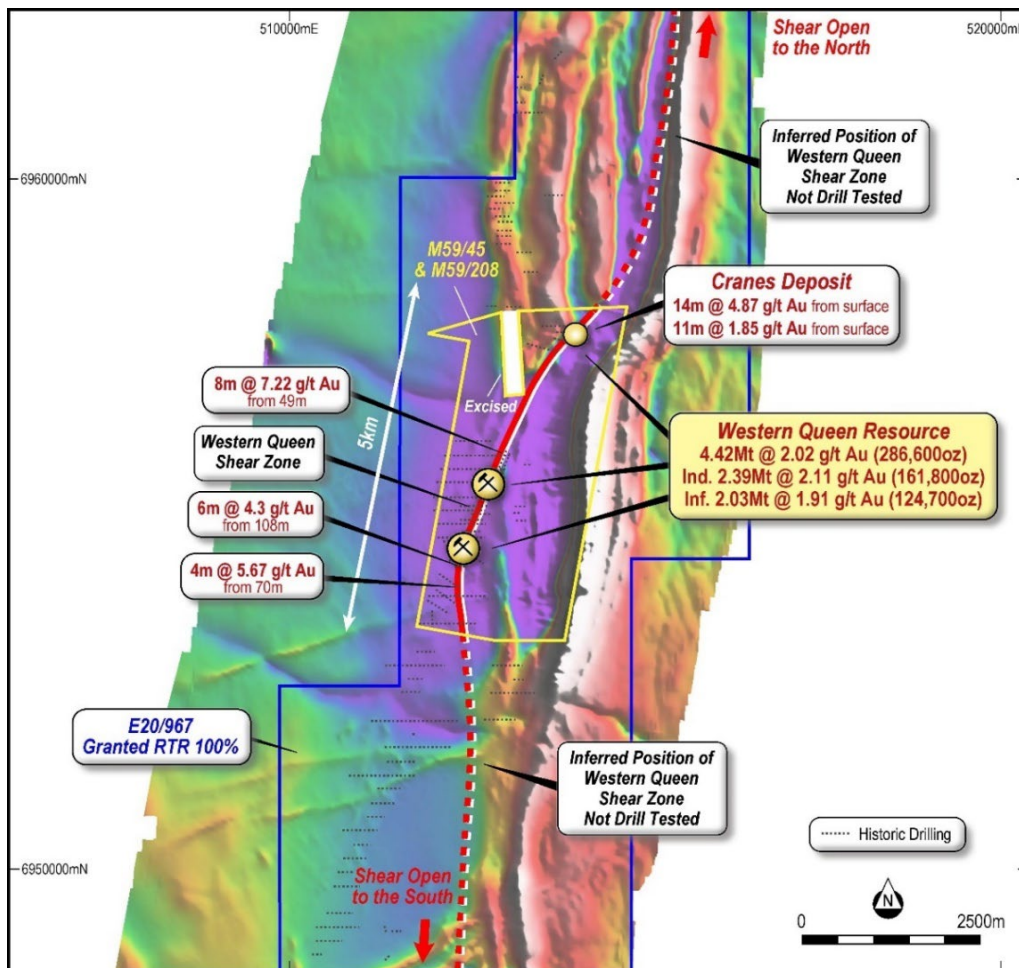 510000mE
520000mE
Shear Open
to the North
Inferred Position of
Western Queen
Shear Zone
Not Drill Tested
6960000mN
M59/45
& M59/208
Cranes Deposit
14m @ 4.87 g/t Au from surface
11m @ 1.85 g/t Au from surface
8m @ 7.22 g/t Au
from 49m
5km
Excised
Western Queen
Shear Zone
Western Queen Resource
4.42Mt @ 2.02 g/t Au (286,600oz)
Ind. 2.39Mt @ 2.11 g/t Au (161,800oz)
Inf. 2.03Mt @ 1.91 g/t Au (124,700oz)
6m @ 4.3 g/t Au
from 108m
4m @ 5.67 g/t Au
from 70m
E20/967
Granted RTR 100%
Inferred Position of
Western Queen
Shear Zone
Not Drill Tested
Historic Drilling
6950000mN
Shear Open
to the South
N
0
2500m